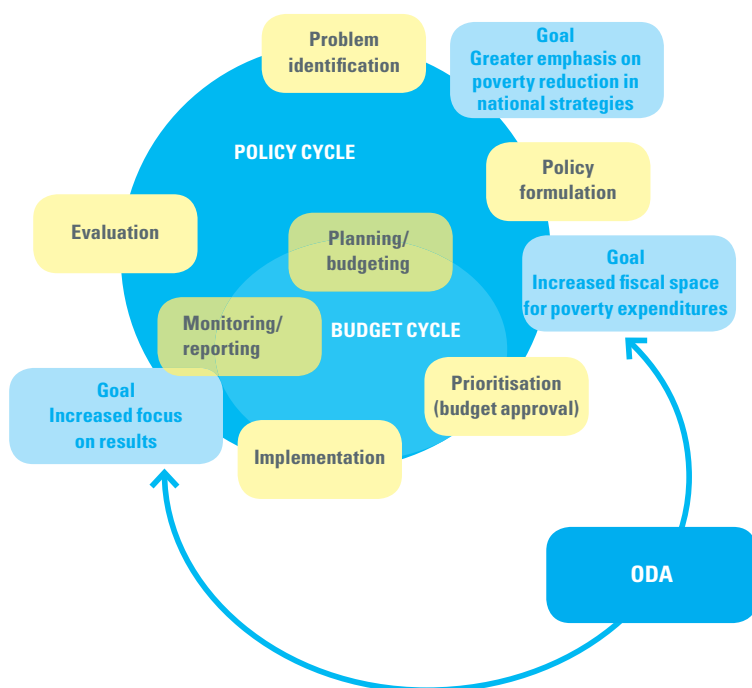 Problem
identification
Goal
Greater emphasis on
poverty reduction in
national strategies
POLICY CYCLE
Policy
formulation
Evaluation
Planning/
budgeting
Goal
Increased fiscal space
for poverty expenditures
Monitoring/
reporting
BUDGET CYCLE
Prioritisation
(budget approval)
Goal
Increased focus
on results
Implementation
ODA